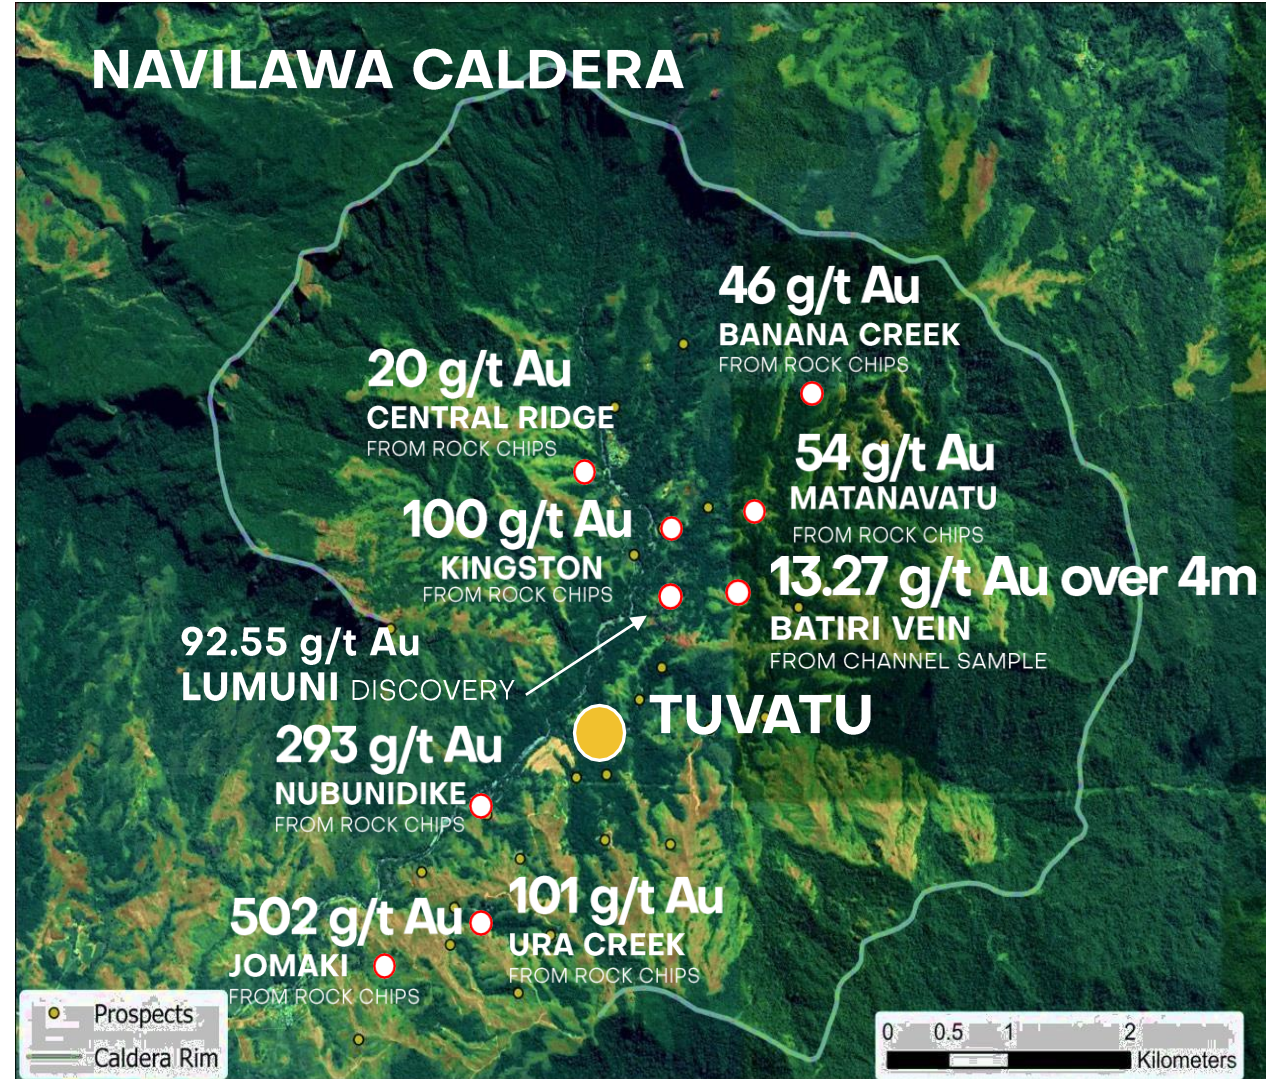 NAVILAWA CALDERA
46 g/t Au
BANANA CREEK
FROM ROCK CHIPS
20 g/t Au
CENTRAL RIDGE
FROM ROCK CHIPS
54 g/t Au
MATANAVATU
FROM ROCK CHIPS
100 g/t Au
KINGSTON
FROM ROCK CHIPS
13.27 g/t Au over 4m
BATIRI VEIN
FROM CHANNEL SAMPLE
92.55 g/t Au
LUMUNI DISCOVERY
TUVATU
293 g/t Au
NUBUNIDIKE
FROM ROCK CHIPS
101 g/t Au
URA CREEK
FROM ROCK CHIPS
502 g/t Au
JOMAKI
FROM ROCK CHIPS
Prospects
Caldera Rim
0 0.5 1 2
Kilometers